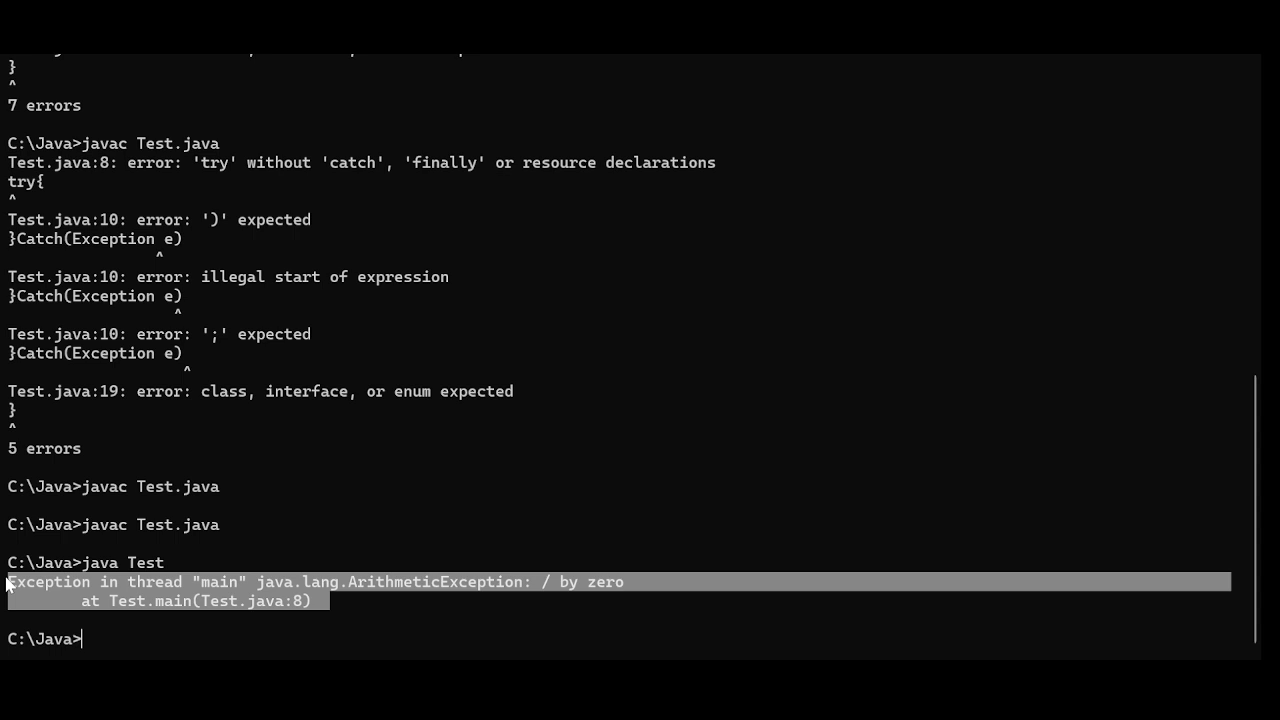 }
^
7 errors
C:\Java>javac Test.java
Test.java:8: error: 'try' without 'catch', 'finally' or resource declarations
try{
^
Test.java:10: error: ')' expected
}Catch(Exception e)
^
Test.java:10: error: illegal start of expression
}Catch(Exception e)
^
Test.java:10: error: ';' expected
}Catch(Exception e)
^
Test.java:19: error: class, interface, or enum expected
}
^
5 errors
C:\Java>javac Test.java
C:\Java>javac Test.java
C:\Java>java Test
Exception in thread "main" java.lang.ArithmeticException: / by zero
at Test.main(Test.java:8)
C:\Java>